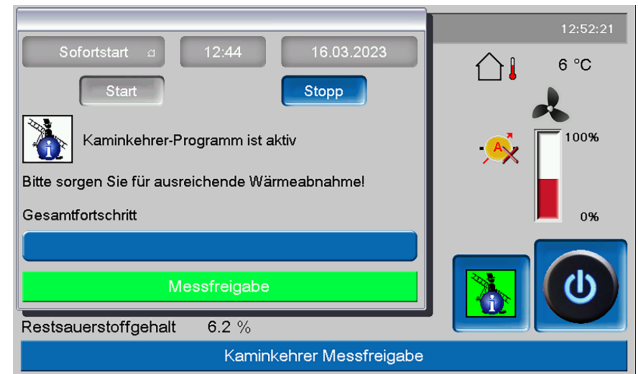 12:52:21
Sofortstart 12:44 16.03.2023
Start Stopp
6 °C
Kaminkehrer-Programm ist aktiv
A
100%
Bitte sorgen Sie für ausreichende Wärmeabnahme!
Gesamtfortschritt
0%
Messfreigabe
Restsauerstoffgehalt 6.2 %
Kaminkehrer Messfreigabe